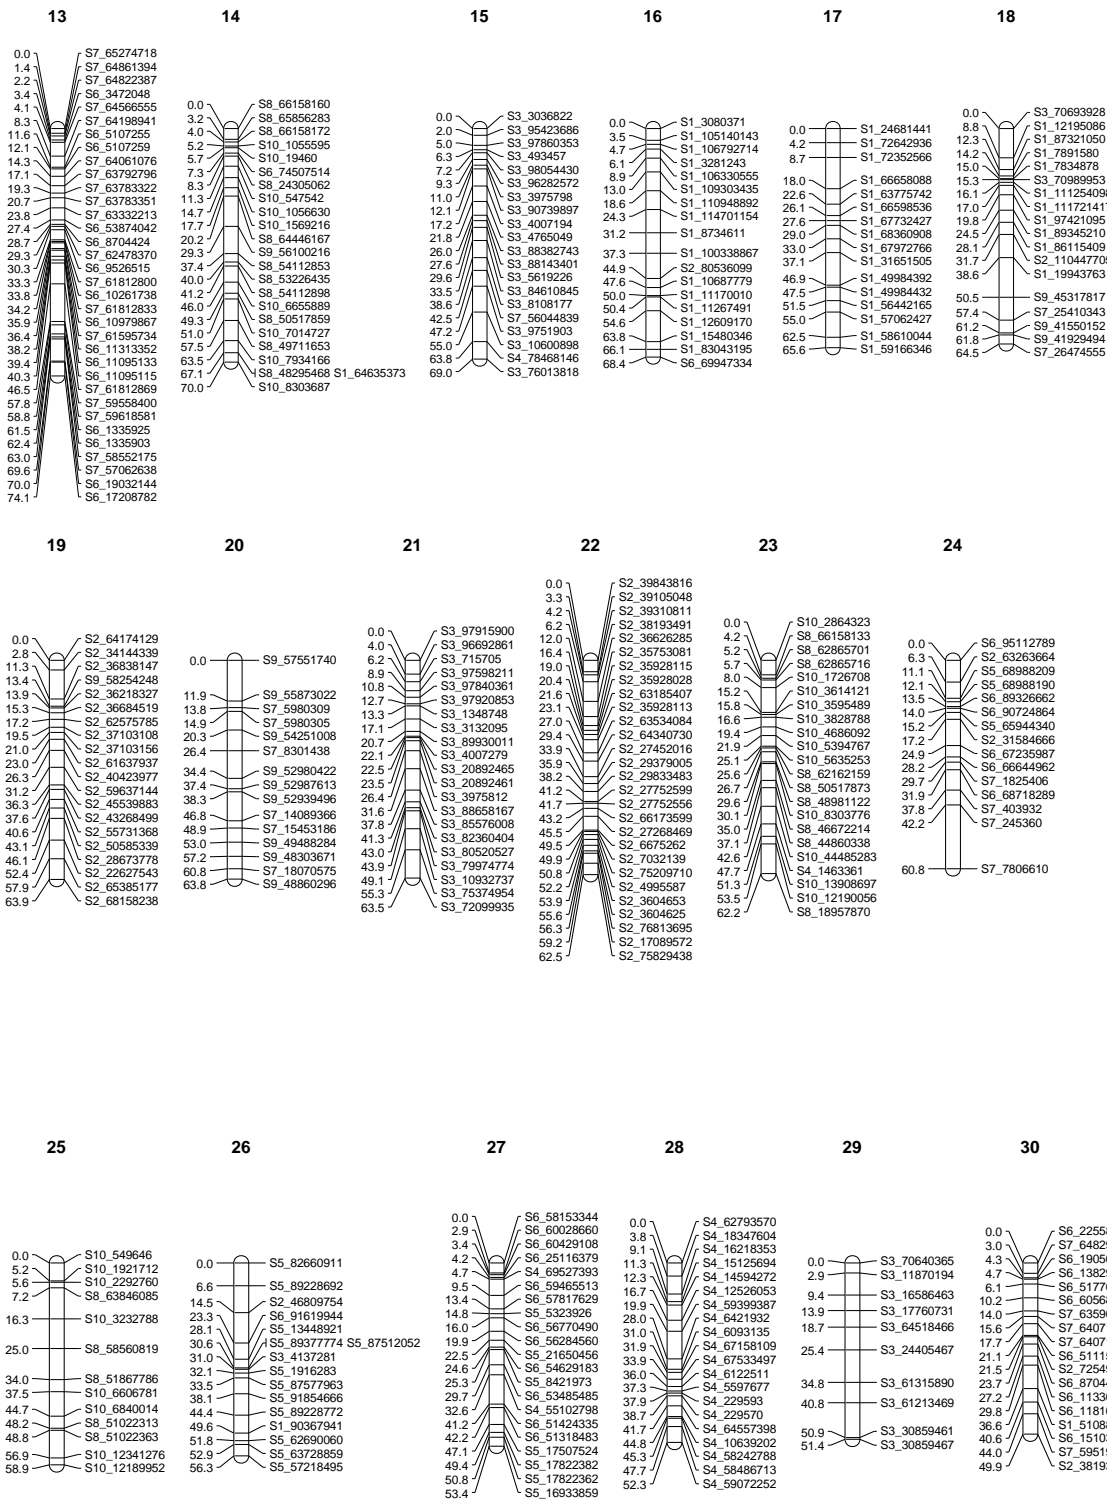 13
0.0 S7_65274718
1.4 S7_64861394
2.2 S7_64822387
3.4 S6_3472048
4.1 S7_64566555
8.3 S7_64198941
11.6 S6_5107255
12.1 S6_5107259
14.3 S7_64061076
17.1 S7_63792796
19.3 S7_63783322
20.7 S7_63783351
23.8 S7_63332213
27.4 S6_53874042
28.7 S6_8704424
29.3 S7_62478370
30.3 S6_9526515
33.3 S7_61812800
33.8 S6_10261738
34.2 S7_61812833
35.9 S6_10979867
36.4 S7_61595734
38.2 S6_11313352
39.4 S6_11095133
40.3 S6_11095115
46.5 S7_61812869
57.8 S7_59558400
58.8 S7_59618581
61.5 S6_1335925
62.4 S6_1335903
63.0 S7_58552175
69.6 S7_57062638
70.0 S6_19032144
74.1 S6_17208782
14
0.0 S8_66158160
3.2 S8_65856283
4.0 S8_66158172
5.2 S10_1055595
5.7 S10_19460
7.3 S6_74507514
8.3 S8_24305062
11.3 S10_547542
14.7 S10_1056630
17.7 S10_1569216
20.2 S8_64446167
29.3 S9_56100216
37.4 S8_54112853
40.0 S8_53226435
41.2 S8_54112898
46.0 S10_6655889
49.3 S8_50517859
51.0 S10_7014727
57.5 S8_49711653
63.5 S10_7934166
67.1 S8_48295468 S1_64635373
70.0 S10_8303687
15
0.0 S3_3036822
2.0 S3_95423686
5.0 S3_97860353
6.3 S3_493457
7.2 S3_98054430
9.3 S3_96282572
11.0 S3_3975798
12.1 S3_90739897
17.2 S3_4007194
21.8 S3_4765049
26.0 S3_88382743
27.6 S3_88143401
29.6 S3_5619226
33.5 S3_84610845
38.6 S3_8108177
42.5 S7_56044839
47.2 S3_9751903
55.0 S3_10600898
63.8 S4_78468146
69.0 S3_76013818
16
0.0 S1_3080371
3.5 S1_105140143
4.7 S1_106792714
6.1 S1_3281243
8.9 S1_106330555
13.0 S1_109303435
18.6 S1_110948892
24.3 S1_114701154
31.2 S1_8734611
37.3 S1_100338867
44.9 S2_80536099
47.6 S1_10687779
50.0 S1_11170010
50.4 S1_11267491
54.6 S1_12609170
63.8 S1_15480346
66.1 S1_83043195
68.4 S6_69947334
17
0.0 S1_24681441
4.2 S1_72642936
8.7 S1_72352566
18.0 S1_66658088
22.6 S1_63775742
26.1 S1_66598536
27.6 S1_67732427
29.0 S1_68360908
33.0 S1_67972766
37.1 S1_31651505
46.9 S1_49984392
47.5 S1_49984432
51.5 S1_56442165
55.0 S1_57062427
62.5 S1_58610044
65.6 S1_59166346
18
0.0 S3_70693928
8.8 S1_12195086
12.3 S1_87321050
14.2 S1_7891580
15.0 S1_7834878
15.3 S3_70989953
16.1 S1_111254098
17.0 S1_111721417
19.8 S1_97421095
24.5 S1_89345210
28.1 S1_86115409
31.7 S2_110447705
38.6 S1_19943763
50.5 S9_45317817
57.4 S7_25410343
61.2 S9_41550152
61.8 S9_41929494
64.5 S7_26474555
19
0.0 S2_64174129
2.8 S2_34144339
11.3 S2_36838147
13.4 S9_58254248
13.9 S2_36218327
15.3 S2_36684519
17.2 S2_62575785
19.5 S2_37103108
21.0 S2_37103156
23.0 S2_61637937
26.3 S2_40423977
31.2 S2_59637144
36.3 S2_45539883
37.6 S2_43268499
40.6 S2_55731368
43.1 S2_50585339
46.1 S2_28673778
52.4 S2_22627543
57.9 S2_65385177
63.9 S2_68158238
20
0.0 S9_57551740
11.9 S9_55873022
13.8 S7_5980309
14.9 S7_5980305
20.3 S9_54251008
26.4 S7_8301438
34.4 S9_52980422
37.4 S9_52987613
38.3 S9_52939496
46.8 S7_14089366
48.9 S7_15453186
53.0 S9_49488284
57.2 S9_48303671
60.8 S7_18070575
63.8 S9_48860296
21
0.0 S3_97915900
4.0 S3_96692861
6.2 S3_715705
8.9 S3_97598211
10.8 S3_97840361
12.7 S3_97920853
13.3 S3_1348748
17.1 S3_3132095
20.7 S3_89930011
22.1 S3_4007279
22.5 S3_20892465
23.5 S3_20892461
26.4 S3_3975812
31.6 S3_88658167
37.8 S3_85576008
41.3 S3_82360404
43.0 S3_80520527
43.9 S3_79974774
49.1 S3_10932737
55.3 S3_75374954
63.5 S3_72099935
22
0.0 S2_39843816
3.3 S2_39105048
4.2 S2_39310811
6.2 S2_38193491
12.0 S2_36626285
16.4 S2_35753081
19.0 S2_35928115
20.4 S2_35928028
21.6 S2_63185407
23.1 S2_35928113
27.0 S2_63534084
29.4 S2_64340730
33.9 S2_27452016
35.9 S2_29379005
38.2 S2_29833483
41.2 S2_27752599
41.7 S2_27752556
43.2 S2_66173599
45.5 S2_27268469
49.5 S2_6675262
49.9 S2_7032139
50.8 S2_75209710
52.2 S2_4995587
53.9 S2_3604653
55.6 S2_3604625
56.3 S2_76813695
59.2 S2_17089572
62.5 S2_75829438
23
0.0 S10_2864323
4.2 S8_66158133
5.2 S8_62865701
5.7 S8_62865716
8.0 S10_1726708
15.2 S10_3614121
15.8 S10_3595489
16.6 S10_3828788
19.4 S10_4686092
21.9 S10_5394767
25.1 S10_5635253
25.6 S8_62162159
26.7 S8_50517873
29.6 S8_48981122
30.1 S10_8303776
35.0 S8_46672214
37.1 S8_44860338
42.6 S10_44485283
47.7 S4_1463361
51.3 S10_13908697
53.5 S10_12190056
62.2 S8_18957870
24
0.0 S6_95112789
6.3 S2_63263664
11.1 S5_68988209
12.1 S5_68988190
13.5 S6_89326662
14.0 S6_90724864
15.2 S5_65944340
17.2 S2_31584666
24.9 S6_67235987
28.2 S6_66644962
29.7 S7_1825406
31.9 S6_68718289
37.8 S7_403932
42.2 S7_245360
60.8 S7_7806610
25
0.0 S10_549646
5.2 S10_1921712
5.6 S10_2292760
7.2 S8_63846085
16.3 S10_3232788
25.0 S8_58560819
34.0 S8_51867786
37.5 S10_6606781
44.7 S10_6840014
48.2 S8_51022313
48.8 S8_51022363
56.9 S10_12341276
58.9 S10_12189952
26
0.0 S5_82660911
6.6 S5_89228692
14.5 S2_46809754
23.3 S6_91619944
28.1 S5_13448921
30.6 S5_89377774 S5_87512052
31.0 S3_4137281
32.1 S5_1916283
33.5 S5_87577963
38.1 S5_91854666
44.4 S5_89228772
49.6 S1_90367941
51.8 S5_62690060
52.9 S5_63728859
56.3 S5_57218495
27
0.0 S6_58153344
2.9 S6_60028660
3.4 S6_60429108
4.2 S6_25116379
4.7 S4_69527393
9.5 S6_59465513
13.4 S6_57817629
14.8 S5_5323926
16.0 S6_56770490
19.9 S6_56284560
22.5 S5_21650456
24.6 S6_54629183
25.3 S5_8421973
29.7 S6_53485485
32.6 S4_55102798
41.2 S6_51424335
42.2 S6_51318483
47.1 S5_17507524
49.4 S5_17822382
50.8 S5_17822362
53.4 S5_16933859
28
0.0 S4_62793570
3.8 S4_18347604
9.1 S4_16218353
11.3 S4_15125694
12.3 S4_14594272
16.7 S4_12526053
19.9 S4_59399387
28.0 S4_6421932
31.0 S4_6093135
31.9 S4_67158109
33.9 S4_67533497
36.0 S4_6122511
37.3 S4_5597677
37.9 S4_229593
38.7 S4_229570
41.7 S4_64557398
44.8 S4_10639202
45.3 S4_58242788
47.7 S4_58486713
52.3 S4_59072252
29
0.0 S3_70640365
2.9 S3_11870194
9.4 S3_16586463
13.9 S3_17760731
18.7 S3_64518466
25.4 S3_24405467
34.8 S3_61315890
40.8 S3_61213469
50.9 S3_30859461
51.4 S3_30859467
30
0.0 S6_2255
3.0 S7_6482
4.3 S6_1905
4.7 S6_1382
6.1 S6_5177
10.2 S6_6056
14.0 S7_6359
15.6 S7_6407
17.7 S7_6407
21.1 S6_5111
21.5 S2_7254
23.7 S6_8704
27.2 S6_1133
29.8 S6_1181
36.6 S1_5108
40.6 S6_1510
44.0 S7_5951
49.9 S2_3819